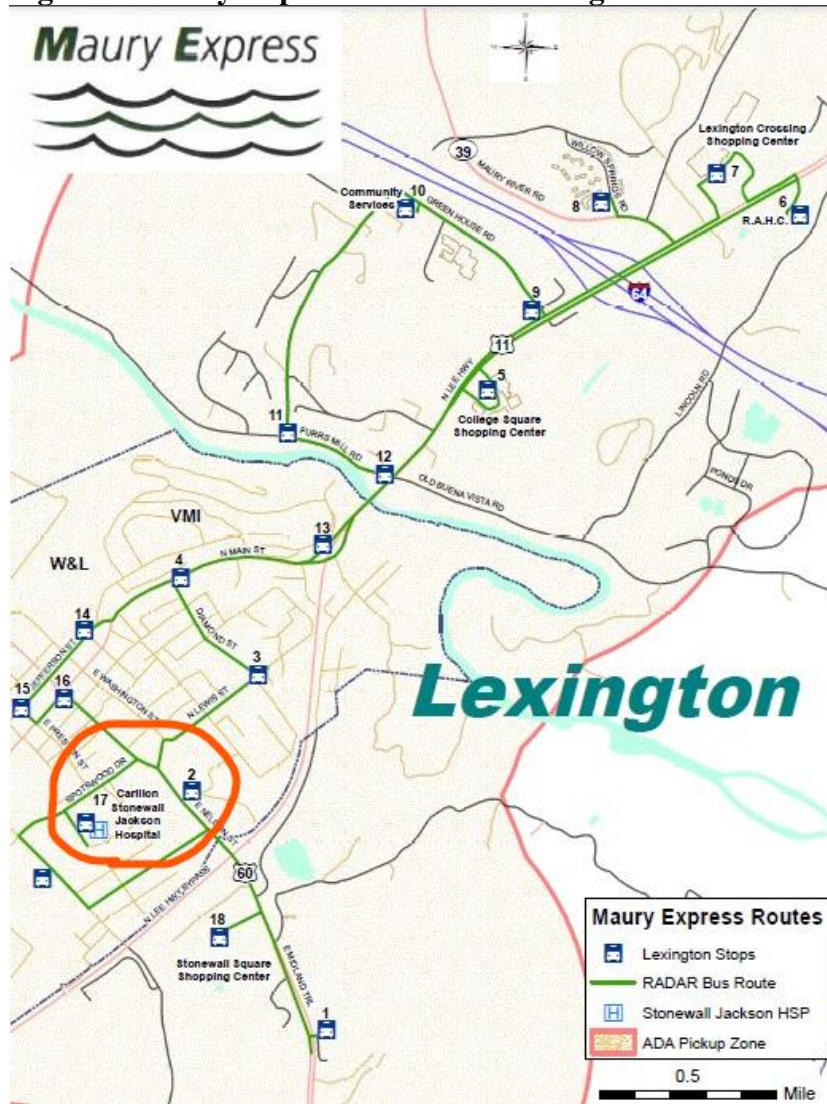 Maury Express
39
MAURY RIVER RD
WILLOW SPRINGS RD
Lexington Crossing
Shopping Center
7
6
R.A.H.C.
8
Community
Services
10
GREEN HOUSE RD
64
9
11
N LEE HWY
5
College Square
Shopping Center
LINCOLN RD
11
FURRS MILL RD
12
OLD BUENA VISTA RD
PONDS DR
VMI
13
N MAIN ST
W&L
4
14
DIAMOND ST
3
JEFFERSON ST
E WASHINGTON ST
N LEWIS ST
15
16
E PRESTON ST
Lexington
SPOTSWOOD DR
2
17
Carilion
Stonewall
Jackson
Hospital
H
E NELSON ST
N LEE HWY BYPASS
60
18
Stonewall Square
Shopping Center
E MIDLAND TRL
1
Maury Express Routes
Lexington Stops
RADAR Bus Route
H Stonewall Jackson HSP
ADA Pickup Zone
0.5
Mile